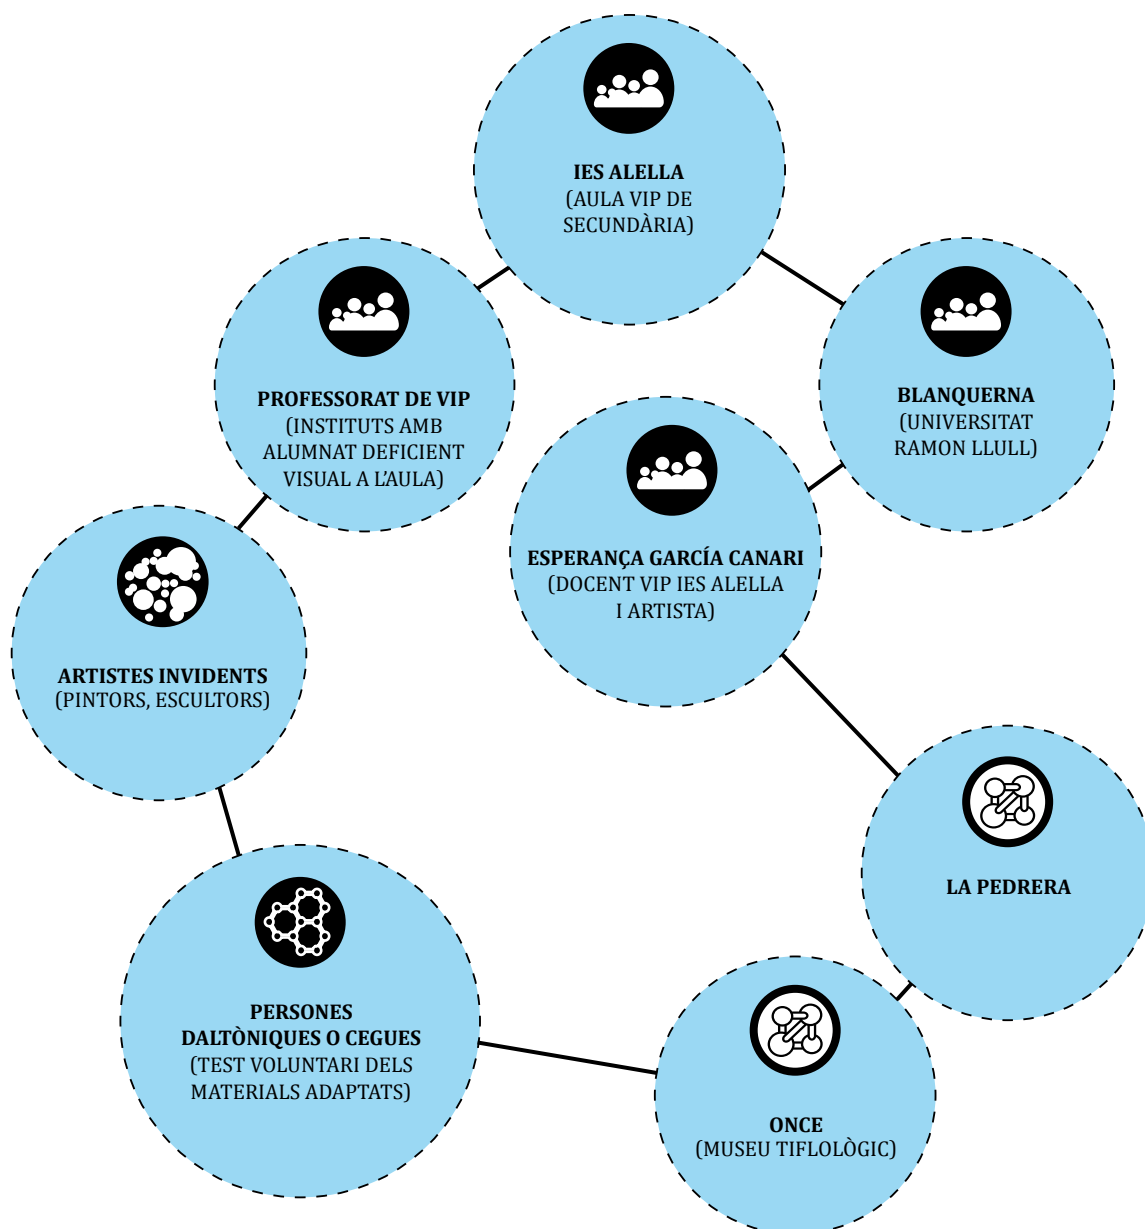 IES ALELLA
(AULA VIP DE
SECUNDÀRIA)
PROFESSORAT DE VIP
(INSTITUTS AMB
ALUMNAT DEFICIENT
VISUAL A L’AULA)
BLANQUERNA
(UNIVERSITAT
RAMON LLULL)
ESPERANÇA GARCÍA CANARI
(DOCENT VIP IES ALELLA
I ARTISTA)
ARTISTES INVIDENTS
(PINTORS, ESCULTORS)
LA PEDRERA
PERSONES
DALTÒNIQUES O CEGUES
(TEST VOLUNTARI DELS
MATERIALS ADAPTATS)
ONCE
(MUSEU TIFLOLÒGIC)